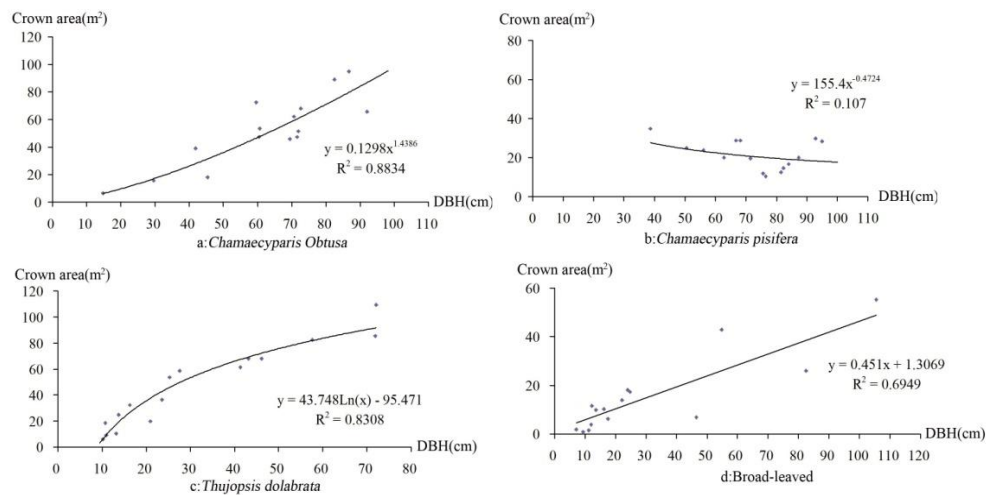 Crown area(m²)
120
100
80
60
40
20
0
y = 0.1298x^1.4386
R² = 0.8834
DBH(cm)
0 10 20 30 40 50 60 70 80 90 100 110
a:Chamaecyparis Obtusa
Crown area(m²)
80
60
40
20
0
y = 155.4x^-0.4724
R² = 0.107
DBH(cm)
0 10 20 30 40 50 60 70 80 90 100 110
b:Chamaecyparis pisifera
Crown area(m²)
120
100
80
60
40
20
0
y = 43.748Ln(x) - 95.471
R² = 0.8308
DBH(cm)
0 10 20 30 40 50 60 70 80
c:Thujopsis dolabrata
Crown area(m²)
60
40
20
0
y = 0.451x + 1.3069
R² = 0.6949
DBH(cm)
0 10 20 30 40 50 60 70 80 90 100 110 120
d:Broad-leaved